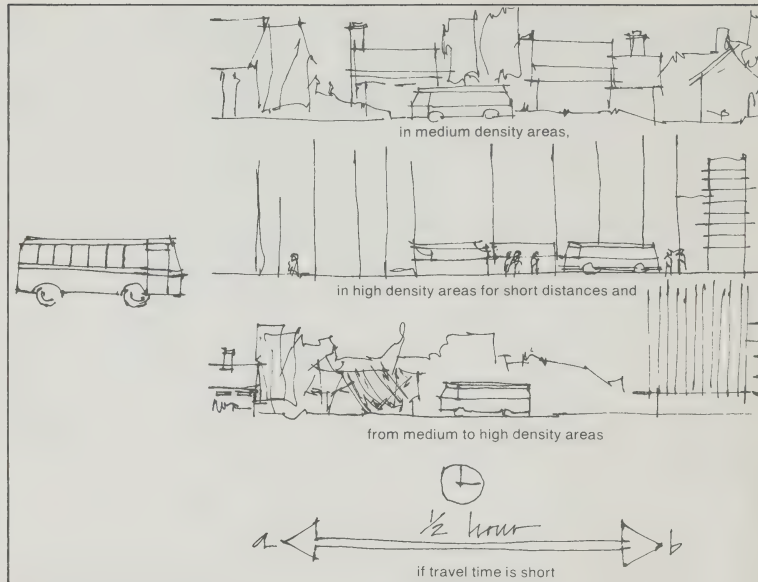 in medium density areas,
in high density areas for short distances and
from medium to high density areas
½ hour
a b
if travel time is short